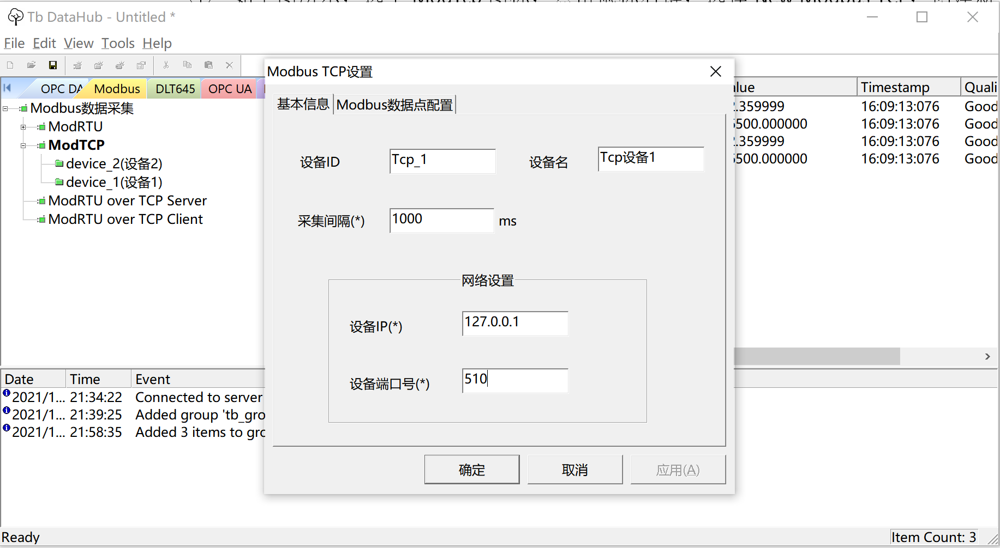 Tb DataHub - Untitled *
File Edit View Tools Help
OPC DA Modbus DLT645 OPC UA
Modbus数据采集
ModRTU
ModTCP
device_2(设备2)
device_1(设备1)
ModRTU over TCP Server
ModRTU over TCP Client
Modbus TCP设置
基本信息 Modbus数据点配置
设备ID Tcp_1 设备名 Tcp设备1
采集间隔(*) 1000 ms
网络设置
设备IP(*) 127.0.0.1
设备端口号(*) 510
确定 取消 应用(A)
Timestamp
.359999 16:09:13:076 Good
500.000000 16:09:13:076 Good
.359999 16:09:13:076 Good
500.000000 16:09:13:076 Good
Date Time Event
2021/1... 21:34:22 Connected to server
2021/1... 21:39:25 Added group 'tb_gro
2021/1... 21:58:35 Added 3 items to gro
Ready Item Count: 3